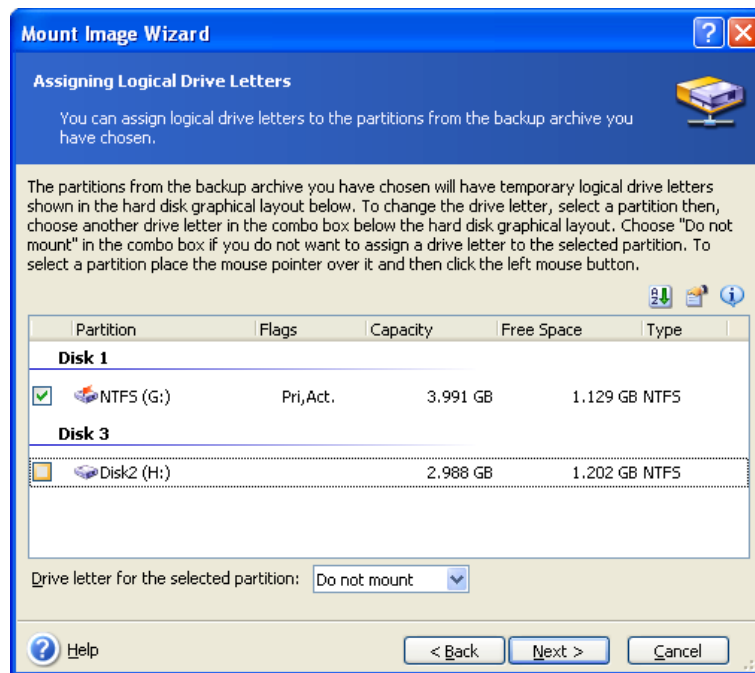 Mount Image Wizard
Assigning Logical Drive Letters
You can assign logical drive letters to the partitions from the backup archive you
have chosen.
The partitions from the backup archive you have chosen will have temporary logical drive letters
shown in the hard disk graphical layout below. To change the drive letter, select a partition then,
choose another drive letter in the combo box below the hard disk graphical layout. Choose "Do not
mount" in the combo box if you do not want to assign a drive letter to the selected partition. To
select a partition place the mouse pointer over it and then click the left mouse button.
Partition Flags Capacity Free Space Type
Disk 1
NTFS (G:) Pri,Act. 3.991 GB 1.129 GB NTFS
Disk 3
Disk2 (H:) 2.988 GB 1.202 GB NTFS
Drive letter for the selected partition: Do not mount
Help < Back Next > Cancel